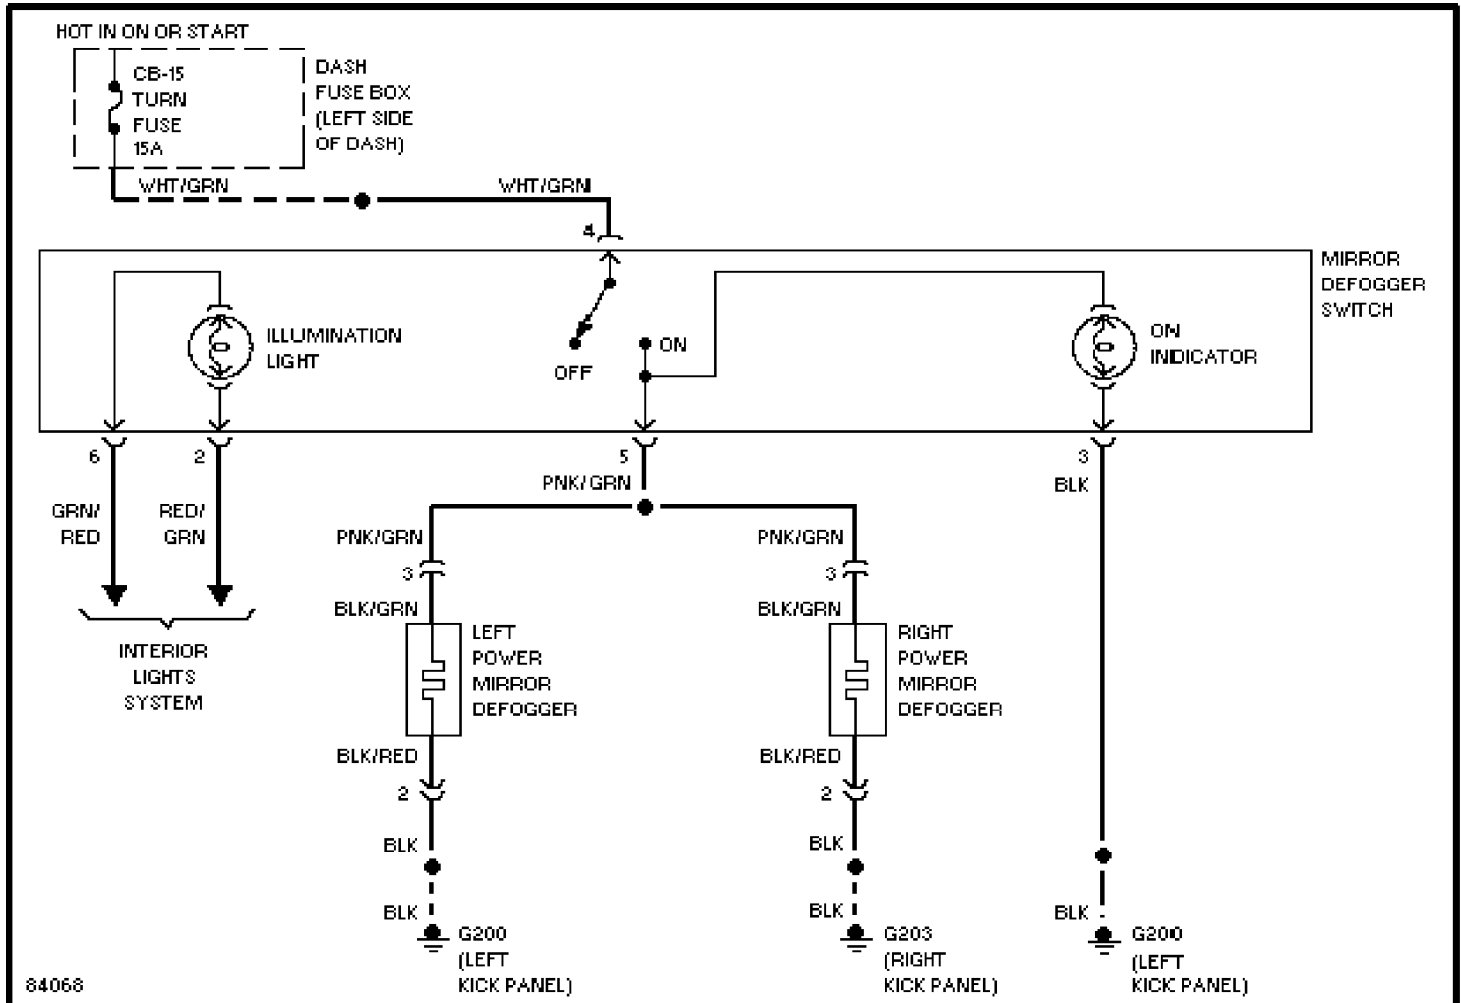 HOT IN ON OR START
CB-15
TURN
FUSE
15A
DASH
FUSE BOX
(LEFT SIDE
OF DASH)
WHT/GRN
WHT/GRN
4
MIRROR
DEFOGGER
SWITCH
ILLUMINATION
LIGHT
OFF
ON
ON
INDICATOR
6
2
5
3
GRN/
RED
RED/
GRN
PNK/GRN
BLK
PNK/GRN
PNK/GRN
3
3
BLK/GRN
BLK/GRN
INTERIOR
LIGHTS
SYSTEM
LEFT
POWER
MIRROR
DEFOGGER
RIGHT
POWER
MIRROR
DEFOGGER
BLK/RED
BLK/RED
2
2
BLK
BLK
BLK
BLK
BLK
G200
(LEFT
KICK PANEL)
G203
(RIGHT
KICK PANEL)
G200
(LEFT
KICK PANEL)
84068